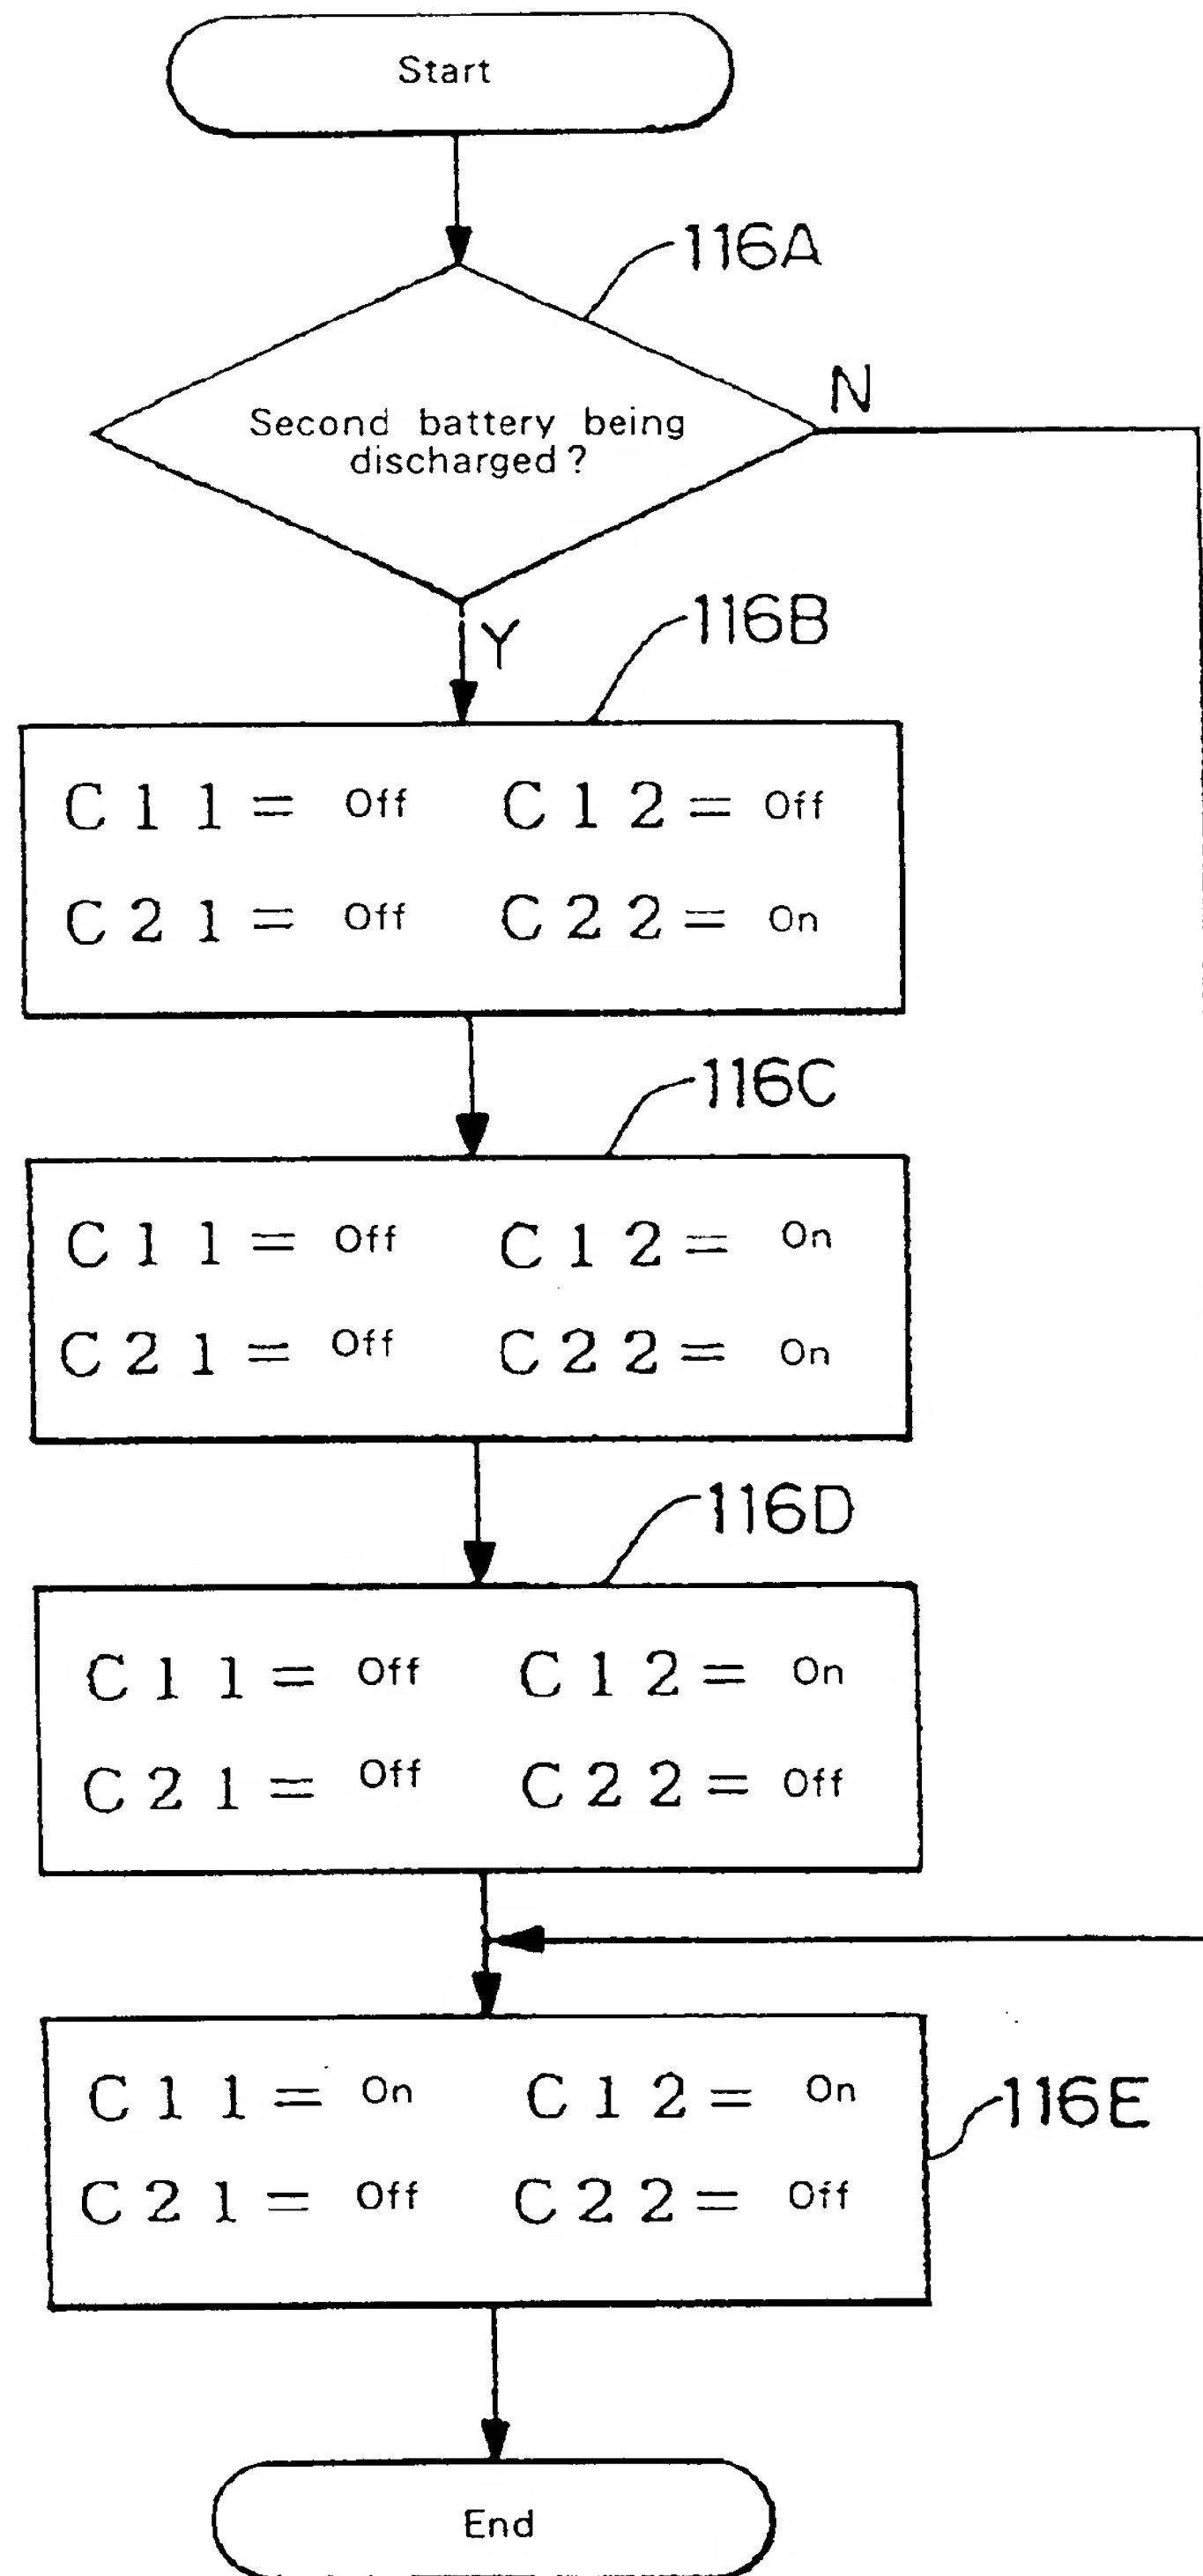 Start
116A
N
Second battery being
discharged?
Y
116B
C11= Off C12= Off
C21= Off C22= On
116C
C11= Off C12= On
C21= Off C22= On
116D
C11= Off C12= On
C21= Off C22= Off
C11= On C12= On
116E
C21= Off C22= Off
End